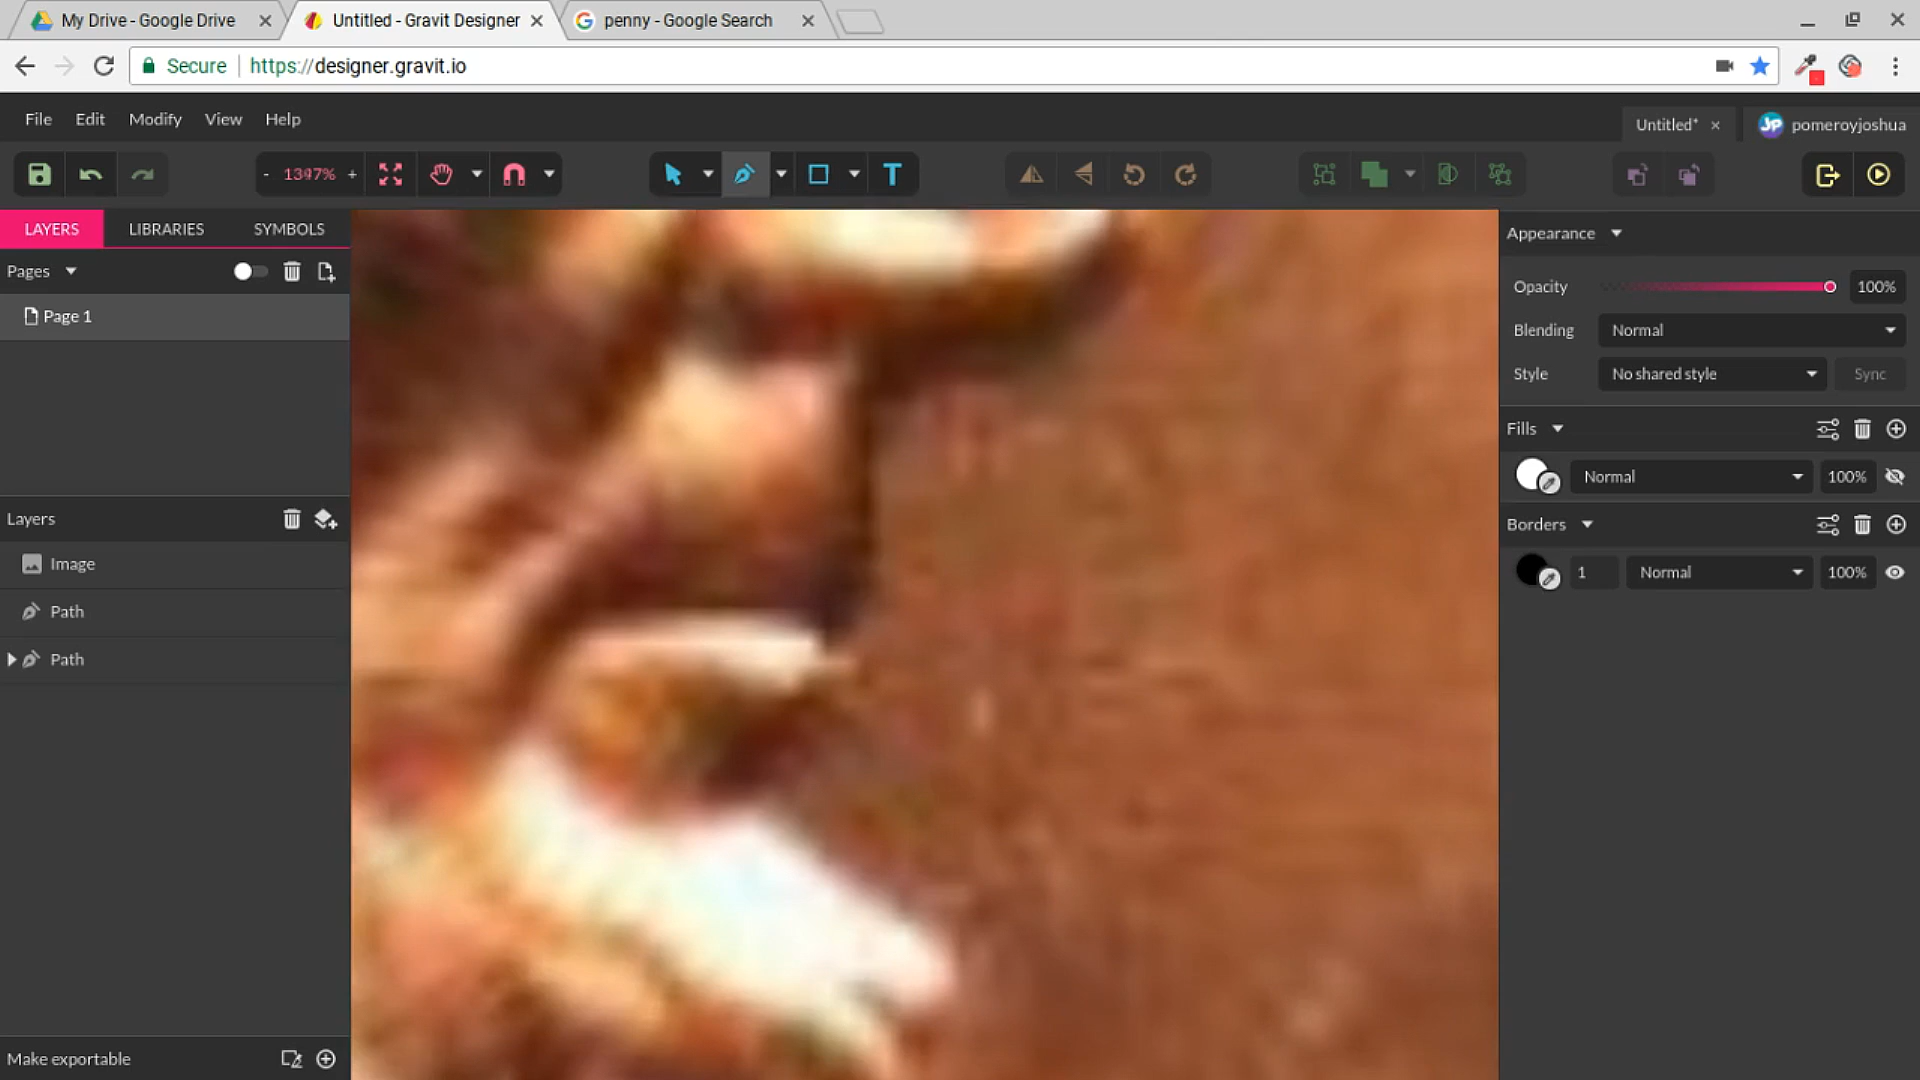 My Drive - Google Drive
Untitled - Gravit Designer
penny - Google Search
Secure
https://designer.gravit.io
File Edit Modify View Help
Untitled*
JP pomeroyjoshua
- 1347% +
T
LAYERS LIBRARIES SYMBOLS
Pages
Page 1
Layers
Image
Path
Path
Make exportable
Appearance
Opacity 100%
Blending Normal
Style No shared style Sync
Fills
Normal 100%
Borders
1 Normal 100%